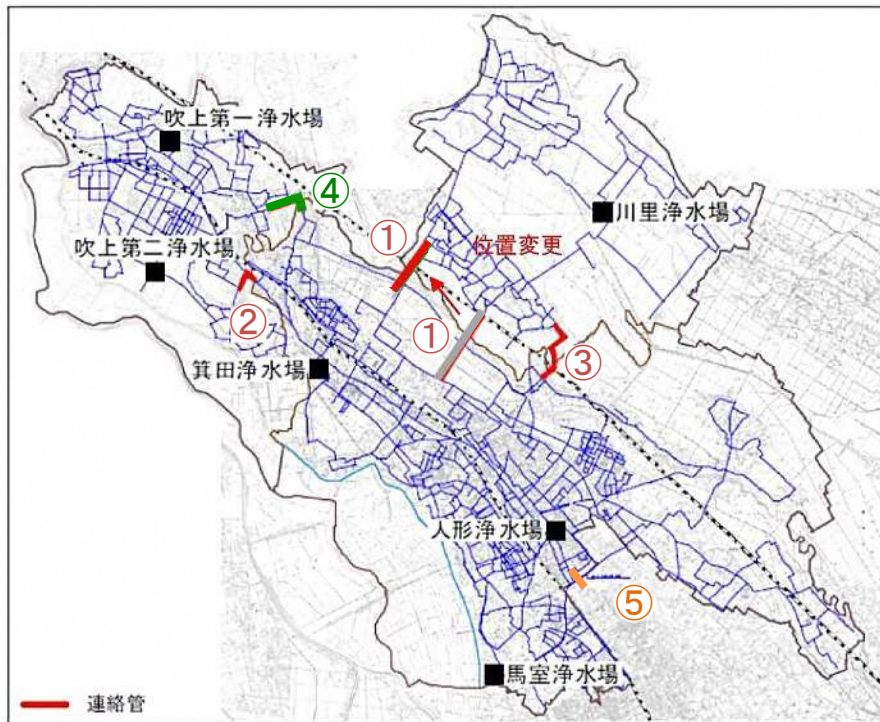 吹上第一浄水場
④
川里浄水場
①
位置変更
吹上第二浄水場
②
①
③
箕田浄水場
人形浄水場
⑤
馬室浄水場
連絡管